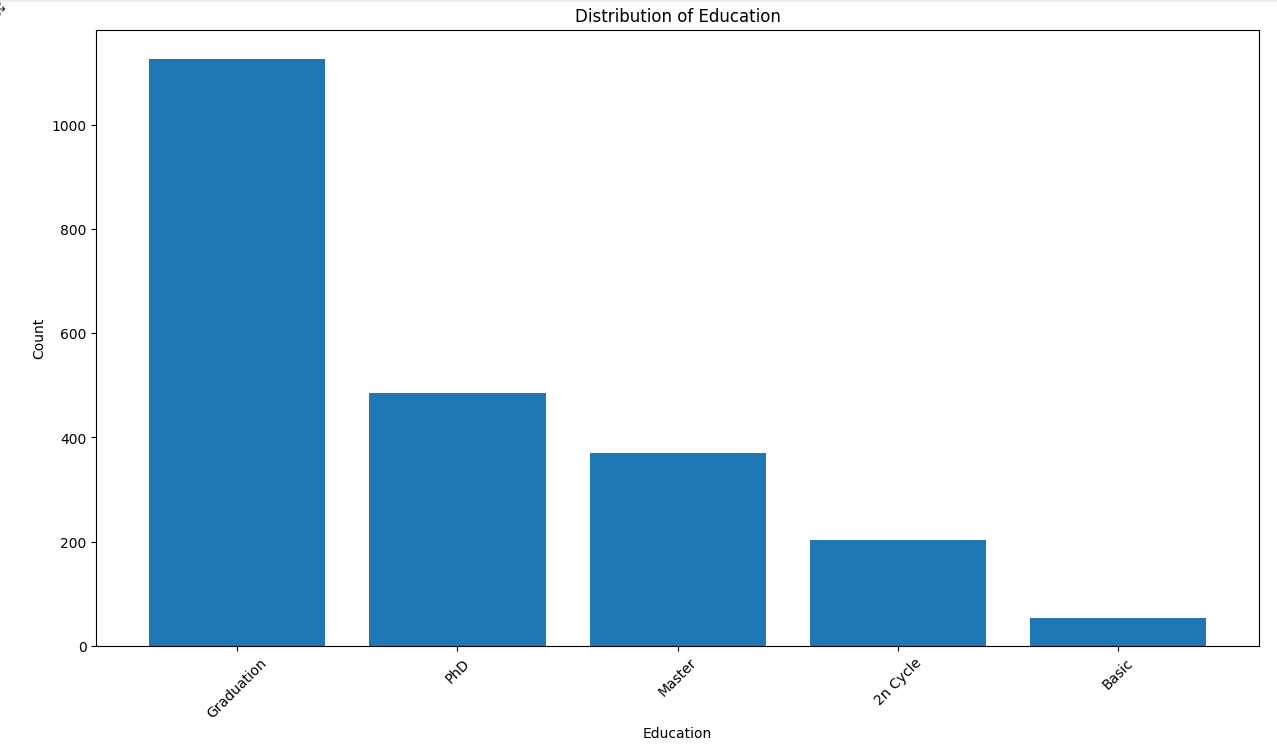 Distribution of Education
Count
1000
800
600
400
200
0
Graduation
PhD
Master
2n Cycle
Basic
Education